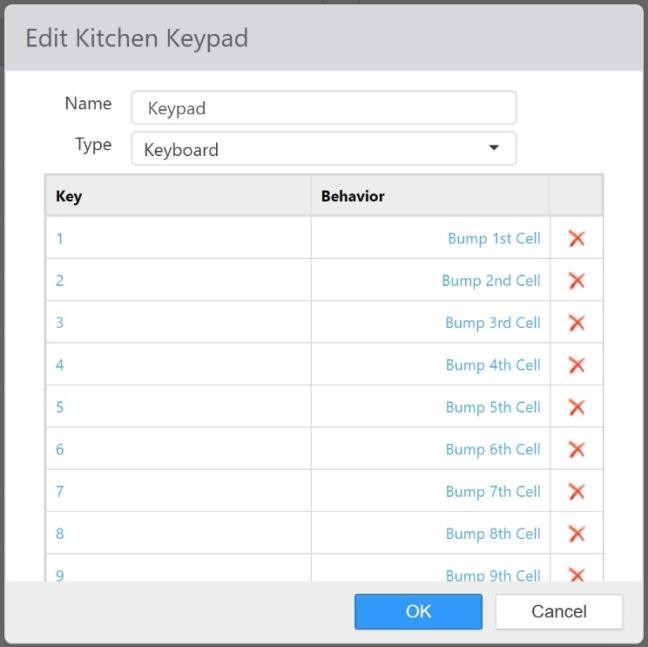 Edit Kitchen Keypad
Name Keypad
Type Keyboard
Key Behavior
1 Bump 1st Cell
2 Bump 2nd Cell
3 Bump 3rd Cell
4 Bump 4th Cell
5 Bump 5th Cell
6 Bump 6th Cell
7 Bump 7th Cell
8 Bump 8th Cell
9 Bump 9th Cell
OK Cancel